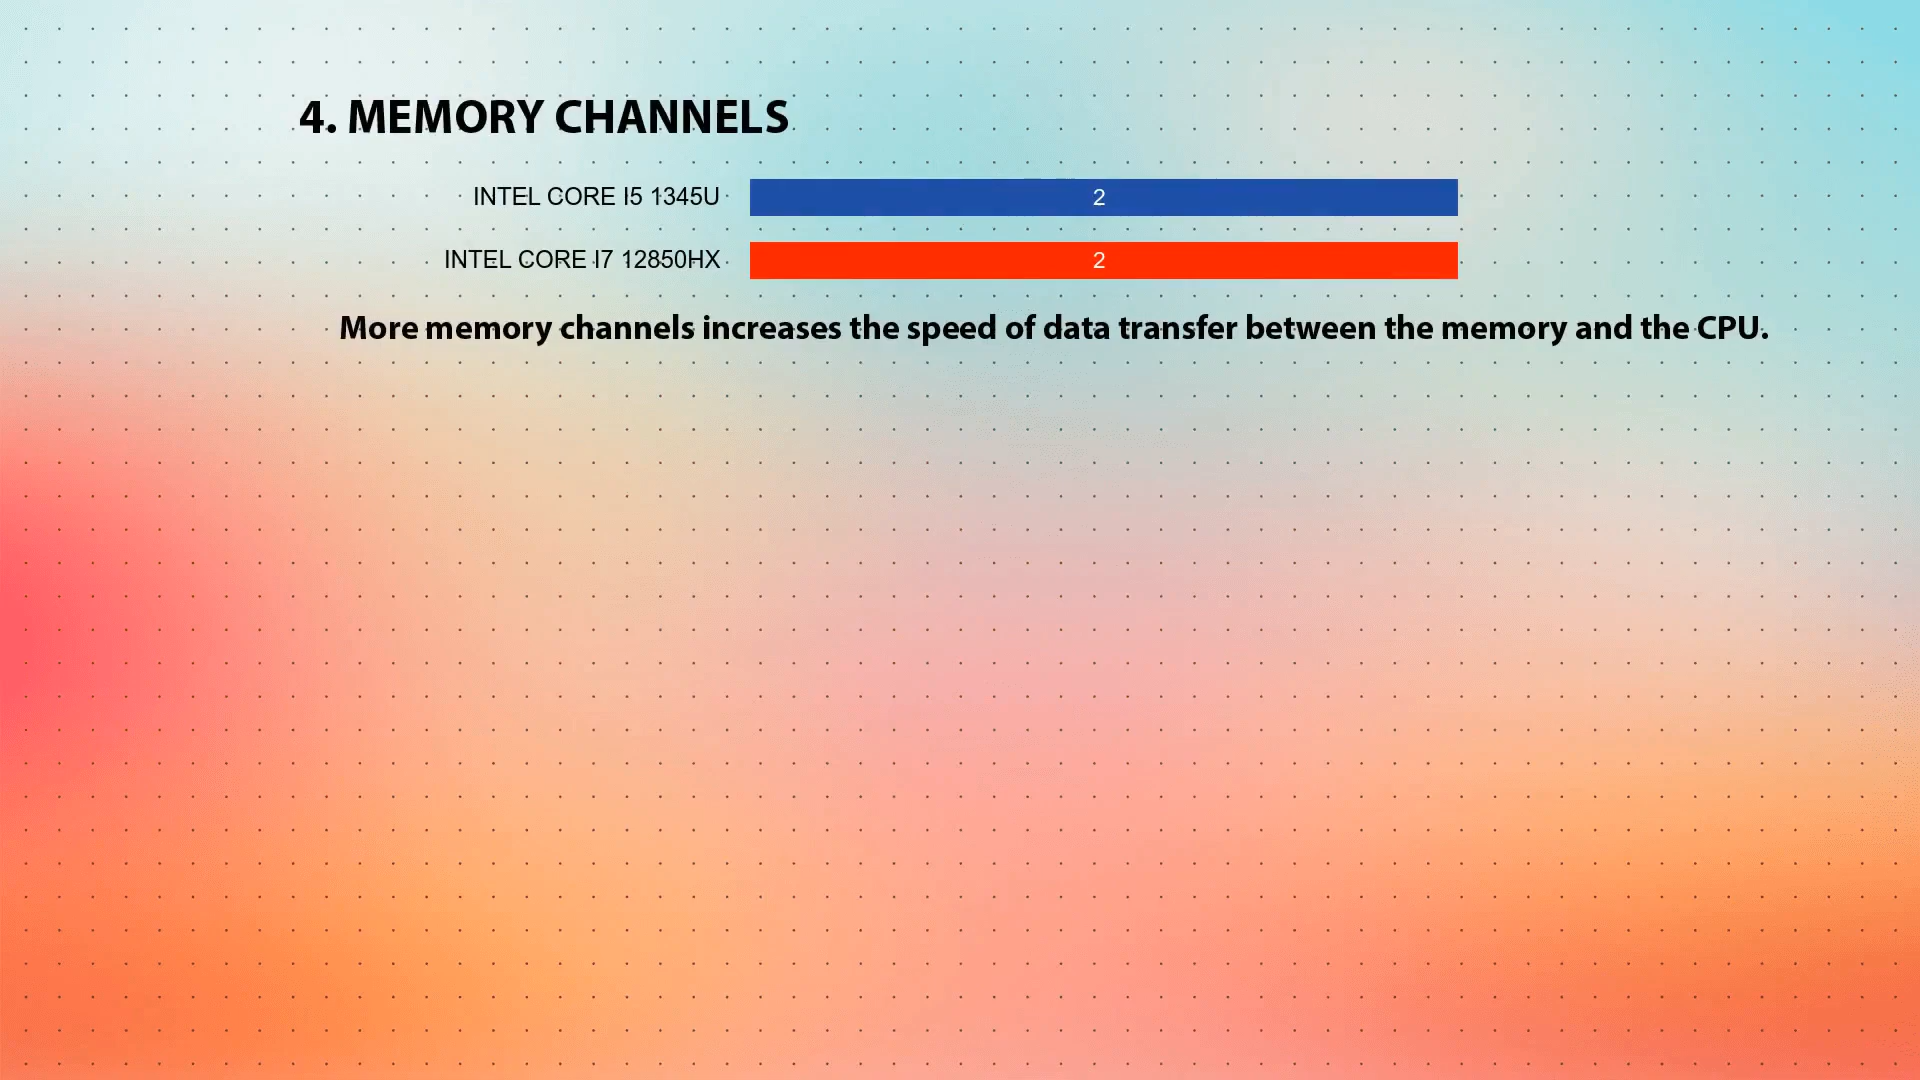 4. MEMORY CHANNELS
INTEL CORE I5 1345U 2
INTEL CORE I7 12850HX 2
More memory channels increases the speed of data transfer between the memory and the CPU.